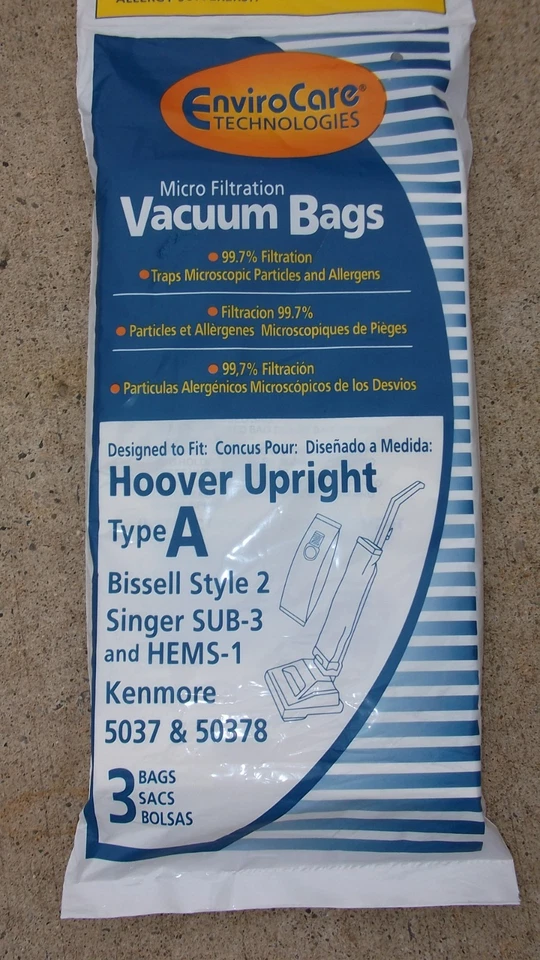 EnviroCare®
TECHNOLOGIES
Micro Filtration
Vacuum Bags
99.7% Filtration
Traps Microscopic Particles and Allergens
Filtracion 99.7%
Particles et Allèrgenes Microscopiques de Pièges
99,7% Filtración
Particulas Alergénicos Microscópicos de los Desvios
Designed to Fit: Concus Pour: Diseñado a Medida:
Hoover Upright
Type A
Bissell Style 2
Singer SUB-3
and HEMS-1
Kenmore
5037 & 50378
3 BAGS
SACS
BOLSAS